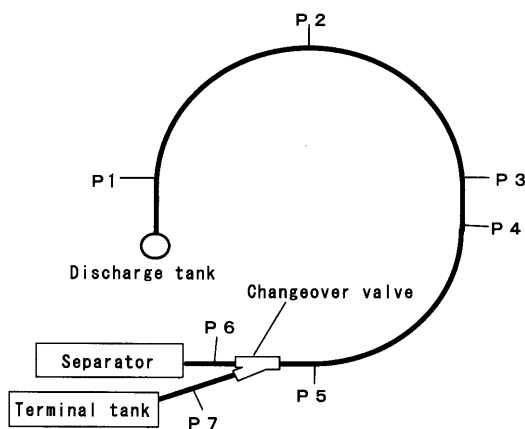 P2
P1
P3
P4
Discharge tank
Changeover valve
P6
Separator
P5
Terminal tank
P7